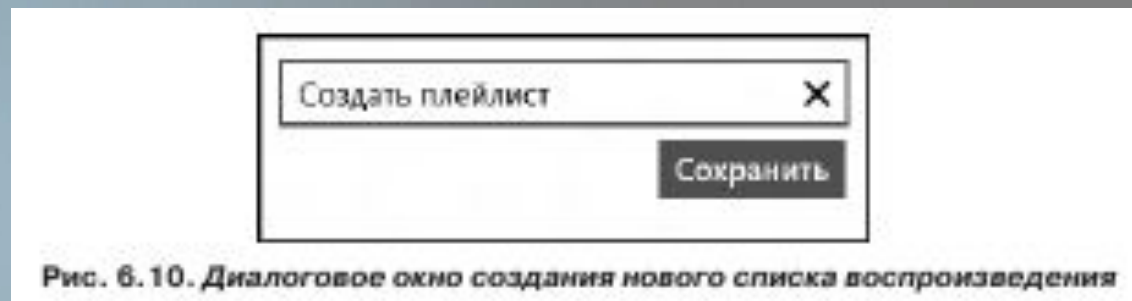 Создать плейлист
Сохранить
Рис. 6.10. Диалоговое окно создания нового списка воспроизведения